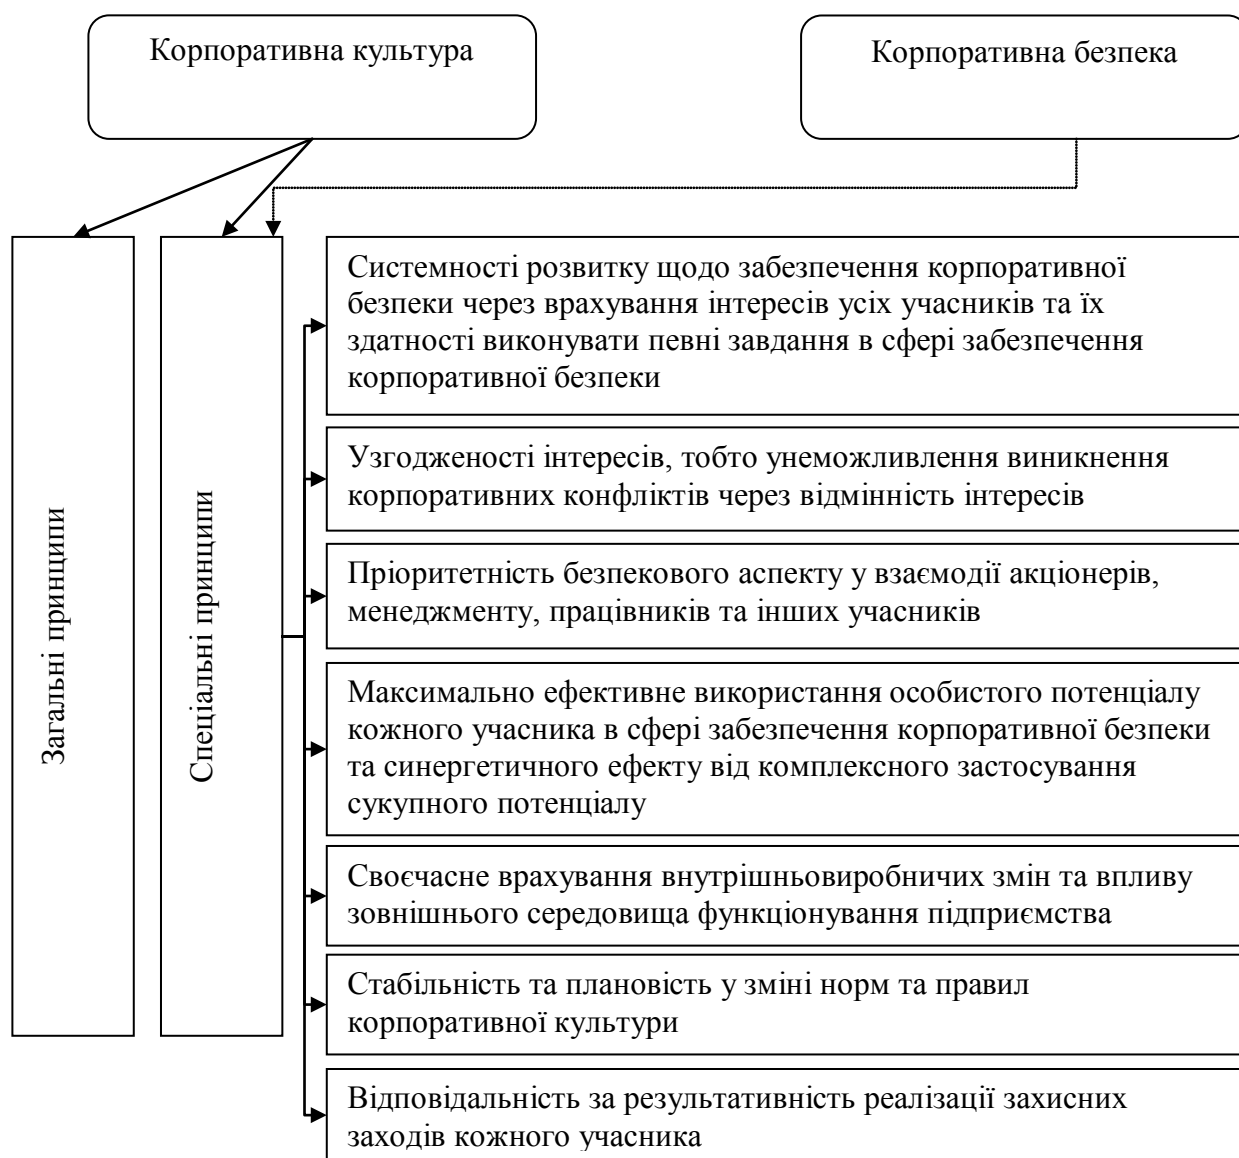 Корпоративна культура
Корпоративна безпека
Загальні принципи
Спеціальні принципи
Системності розвитку щодо забезпечення корпоративної
безпеки через врахування інтересів усіх учасників та їх
здатності виконувати певні завдання в сфері забезпечення
корпоративної безпеки
Узгодженості інтересів, тобто унеможливлення виникнення
корпоративних конфліктів через відмінність інтересів
Пріоритетність безпекового аспекту у взаємодії акціонерів,
менеджменту, працівників та інших учасників
Максимально ефективне використання особистого потенціалу
кожного учасника в сфері забезпечення корпоративної безпеки
та синергетичного ефекту від комплексного застосування
сукупного потенціалу
Своєчасне врахування внутрішньовиробничих змін та впливу
зовнішнього середовища функціонування підприємства
Стабільність та плановість у зміні норм та правил
корпоративної культури
Відповідальність за результативність реалізації захисних
заходів кожного учасника